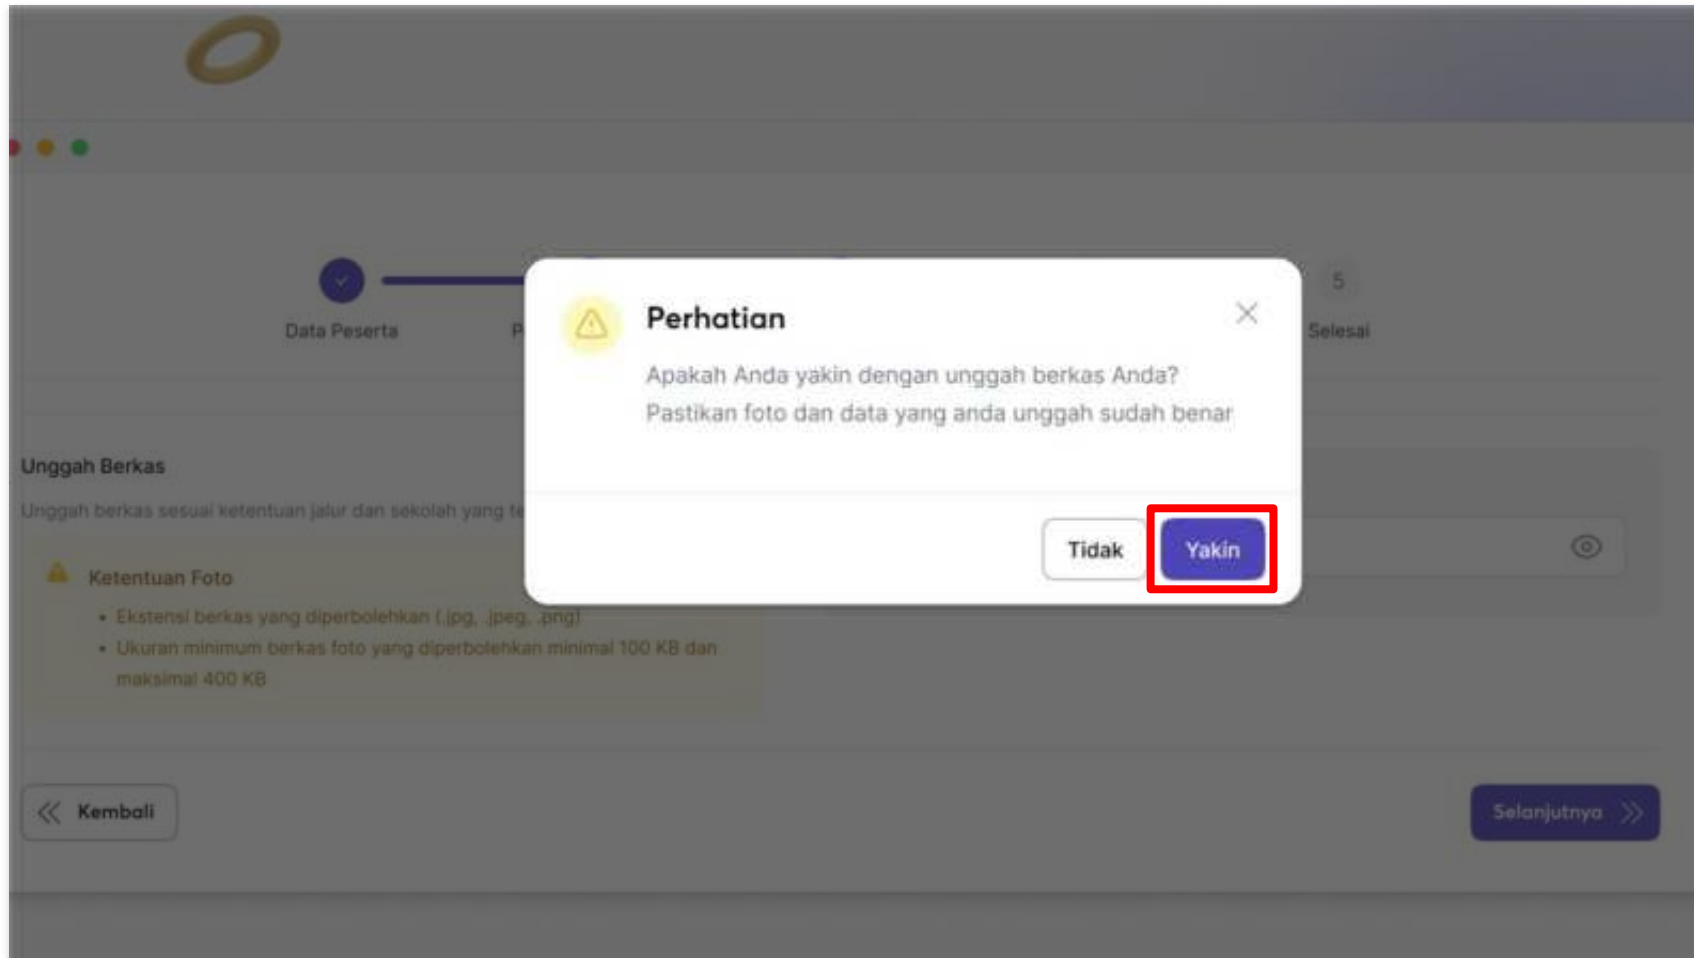 5
Data Peserta
P
Selesai
Perhatian
Apakah Anda yakin dengan unggah berkas Anda?
Pastikan foto dan data yang anda unggah sudah benar
Tidak
Yakin
Unggah Berkas
Unggah berkas sesuai ketentuan jalur dan sekolah yang te
Ketentuan Foto
• Ekstensi berkas yang diperbolehkan (.jpg, .jpeg, .png)
• Ukuran minimum berkas foto yang diperbolehkan minimal 100 KB dan
maksimal 400 KB
Kembali
Selanjutnya